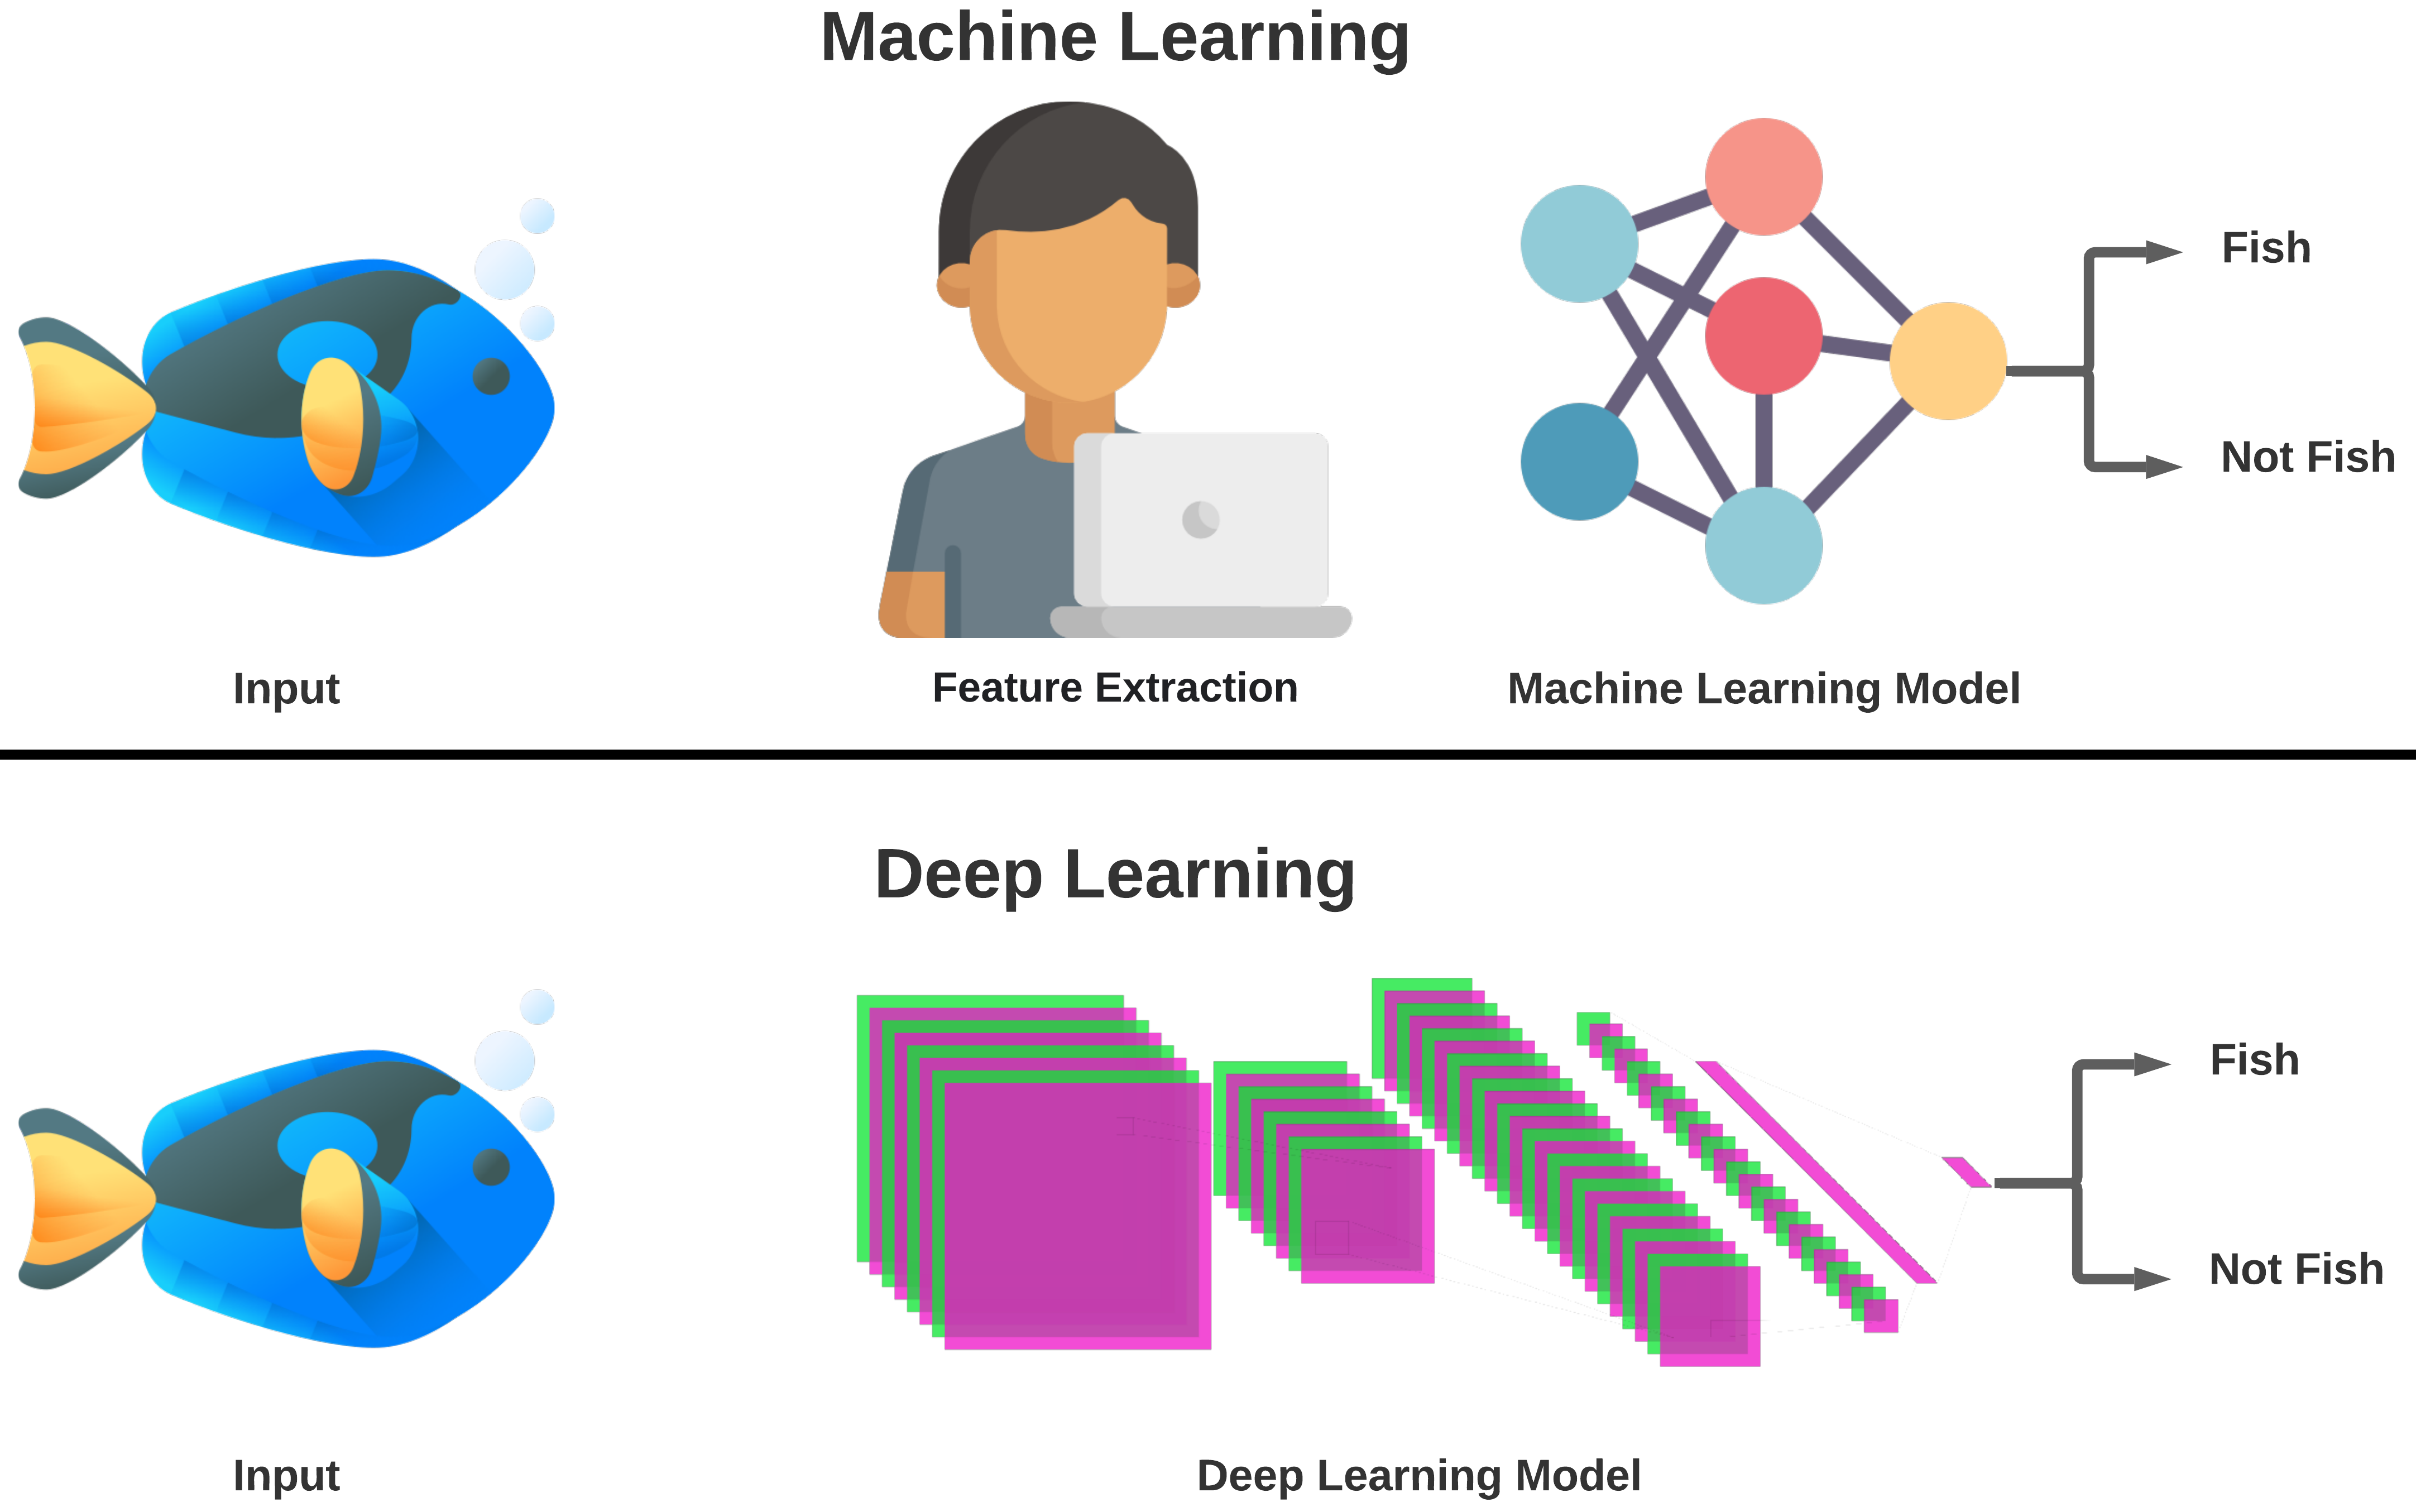 Machine Learning
Fish
Not Fish
Input
Feature Extraction
Machine Learning Model
Deep Learning
Fish
Not Fish
Input
Deep Learning Model